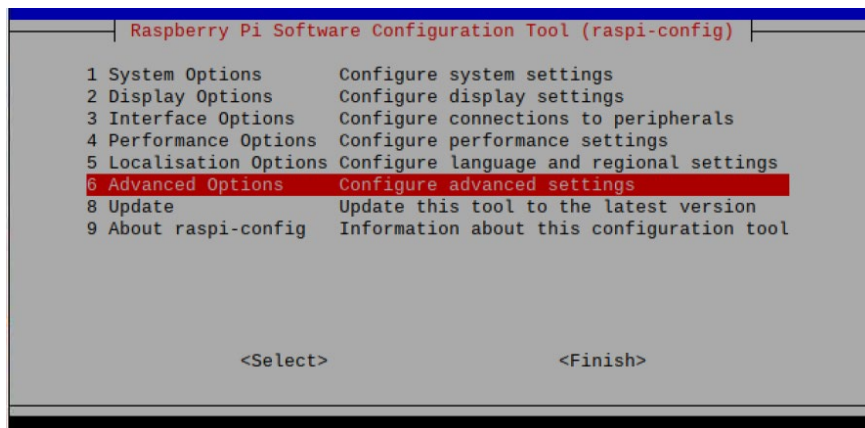 Raspberry Pi Software Configuration Tool (raspi-config)
1 System Options Configure system settings
2 Display Options Configure display settings
3 Interface Options Configure connections to peripherals
4 Performance Options Configure performance settings
5 Localisation Options Configure language and regional settings
6 Advanced Options Configure advanced settings
8 Update Update this tool to the latest version
9 About raspi-config Information about this configuration tool
<Select> <Finish>